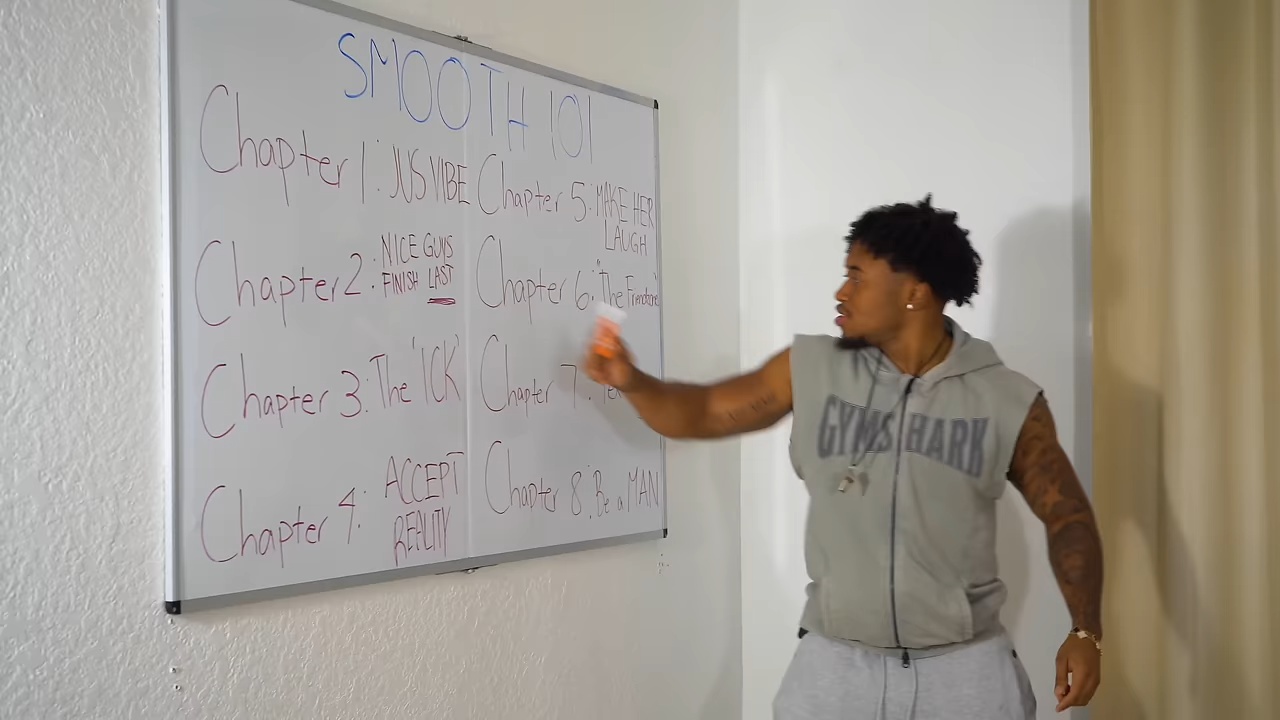 SMOOTH 101
Chapter 1: JUS VIBE
Chapter 2: NICE GUYS
FINISH LAST
Chapter 3: The 'ICK'
Chapter 4: ACCEPT
REALITY
Chapter 5: MAKE HER
LAUGH
Chapter 6: "The Friendzone"
Chapter 7:
Chapter 8: Be a MAN
GYMSHARK